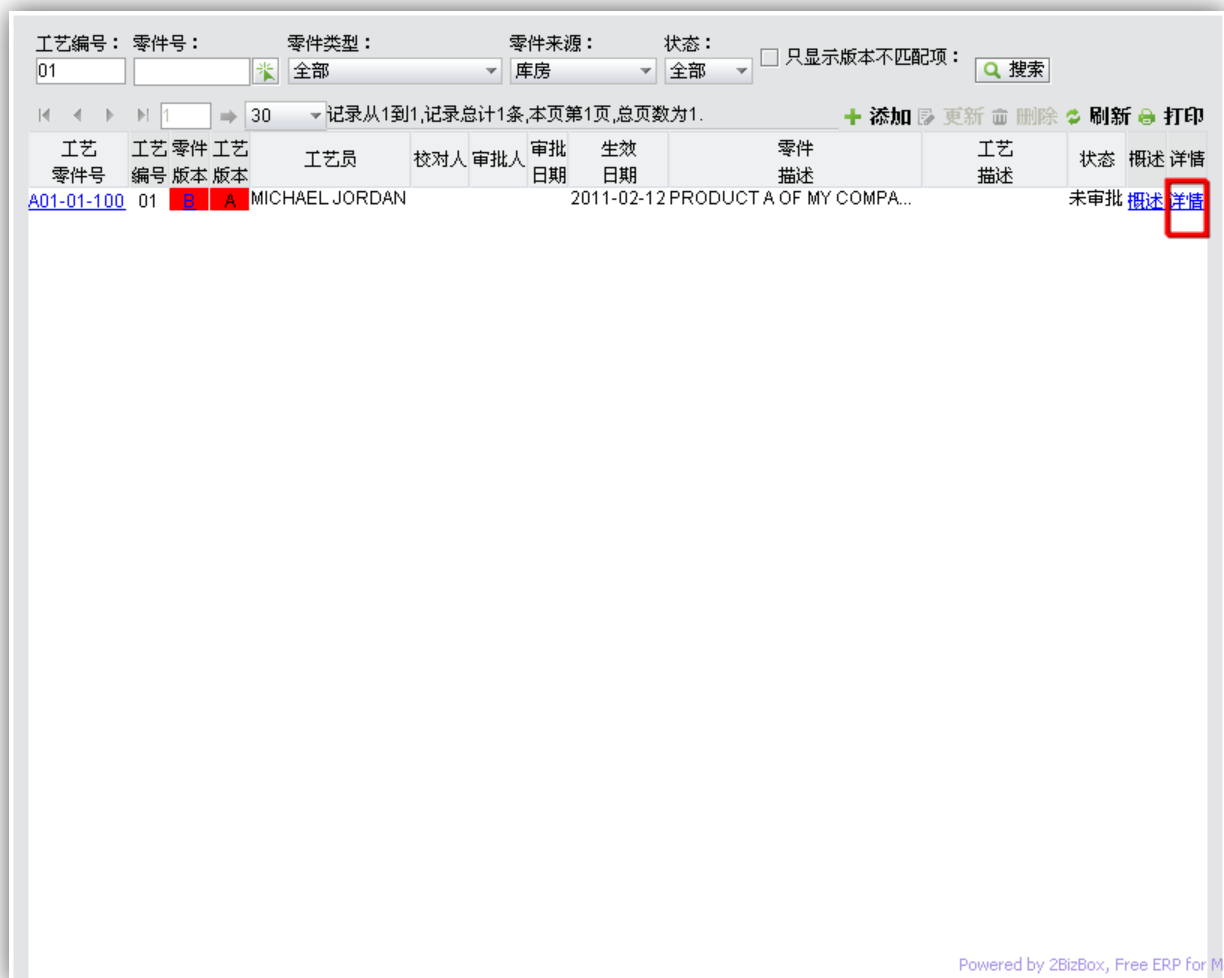 工艺编号： 零件号： 零件类型： 零件来源： 状态：
01 全部 库房 全部 只显示版本不匹配项： 搜索
1 30 记录从1到1,记录总计1条,本页第1页,总页数为1. 添加 更新 删除 刷新 打印
工艺 工艺 零件 工艺 工艺员 校对人 审批人 审批 生效 零件 工艺 状态 概述 详情
零件号 编号 版本 版本 日期 日期 描述 描述
A01-01-100 01 B A MICHAEL JORDAN 2011-02-12 PRODUCT A OF MY COMPA... 未审批 概述 详情
Powered by 2BizBox, Free ERP for M